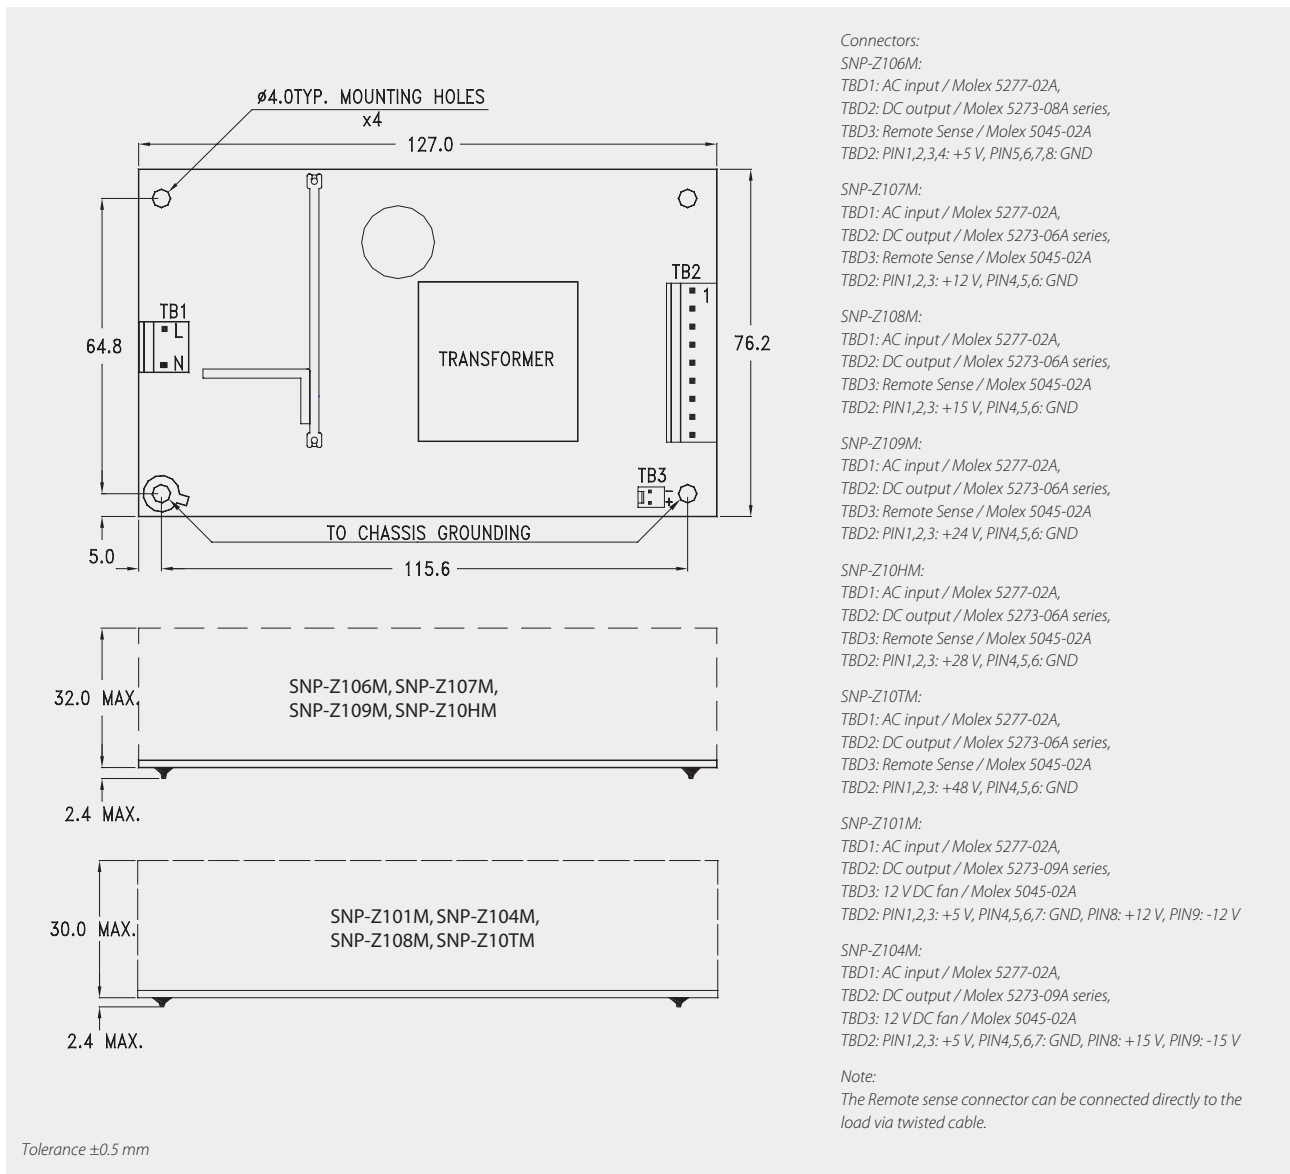 ø4.0TYP. MOUNTING HOLES
x4
127.0
TB1
L
N
64.8
TRANSFORMER
TB2
1
76.2
TB3
-
+
TO CHASSIS GROUNDING
5.0
115.6
32.0 MAX.
SNP-Z106M, SNP-Z107M,
SNP-Z109M, SNP-Z10HM
2.4 MAX.
30.0 MAX.
SNP-Z101M, SNP-Z104M,
SNP-Z108M, SNP-Z10TM
2.4 MAX.
Tolerance ±0.5 mm
Connectors:
SNP-Z106M:
TBD1: AC input / Molex 5277-02A,
TBD2: DC output / Molex 5273-08A series,
TBD3: Remote Sense / Molex 5045-02A
TBD2: PIN1,2,3,4: +5 V, PIN5,6,7,8: GND
SNP-Z107M:
TBD1: AC input / Molex 5277-02A,
TBD2: DC output / Molex 5273-06A series,
TBD3: Remote Sense / Molex 5045-02A
TBD2: PIN1,2,3: +12 V, PIN4,5,6: GND
SNP-Z108M:
TBD1: AC input / Molex 5277-02A,
TBD2: DC output / Molex 5273-06A series,
TBD3: Remote Sense / Molex 5045-02A
TBD2: PIN1,2,3: +15 V, PIN4,5,6: GND
SNP-Z109M:
TBD1: AC input / Molex 5277-02A,
TBD2: DC output / Molex 5273-06A series,
TBD3: Remote Sense / Molex 5045-02A
TBD2: PIN1,2,3: +24 V, PIN4,5,6: GND
SNP-Z10HM:
TBD1: AC input / Molex 5277-02A,
TBD2: DC output / Molex 5273-06A series,
TBD3: Remote Sense / Molex 5045-02A
TBD2: PIN1,2,3: +28 V, PIN4,5,6: GND
SNP-Z10TM:
TBD1: AC input / Molex 5277-02A,
TBD2: DC output / Molex 5273-06A series,
TBD3: Remote Sense / Molex 5045-02A
TBD2: PIN1,2,3: +48 V, PIN4,5,6: GND
SNP-Z101M:
TBD1: AC input / Molex 5277-02A,
TBD2: DC output / Molex 5273-09A series,
TBD3: 12 V DC fan / Molex 5045-02A
TBD2: PIN1,2,3: +5 V, PIN4,5,6,7: GND, PIN8: +12 V, PIN9: -12 V
SNP-Z104M:
TBD1: AC input / Molex 5277-02A,
TBD2: DC output / Molex 5273-09A series,
TBD3: 12 V DC fan / Molex 5045-02A
TBD2: PIN1,2,3: +5 V, PIN4,5,6,7: GND, PIN8: +15 V, PIN9: -15 V
Note:
The Remote sense connector can be connected directly to the
load via twisted cable.